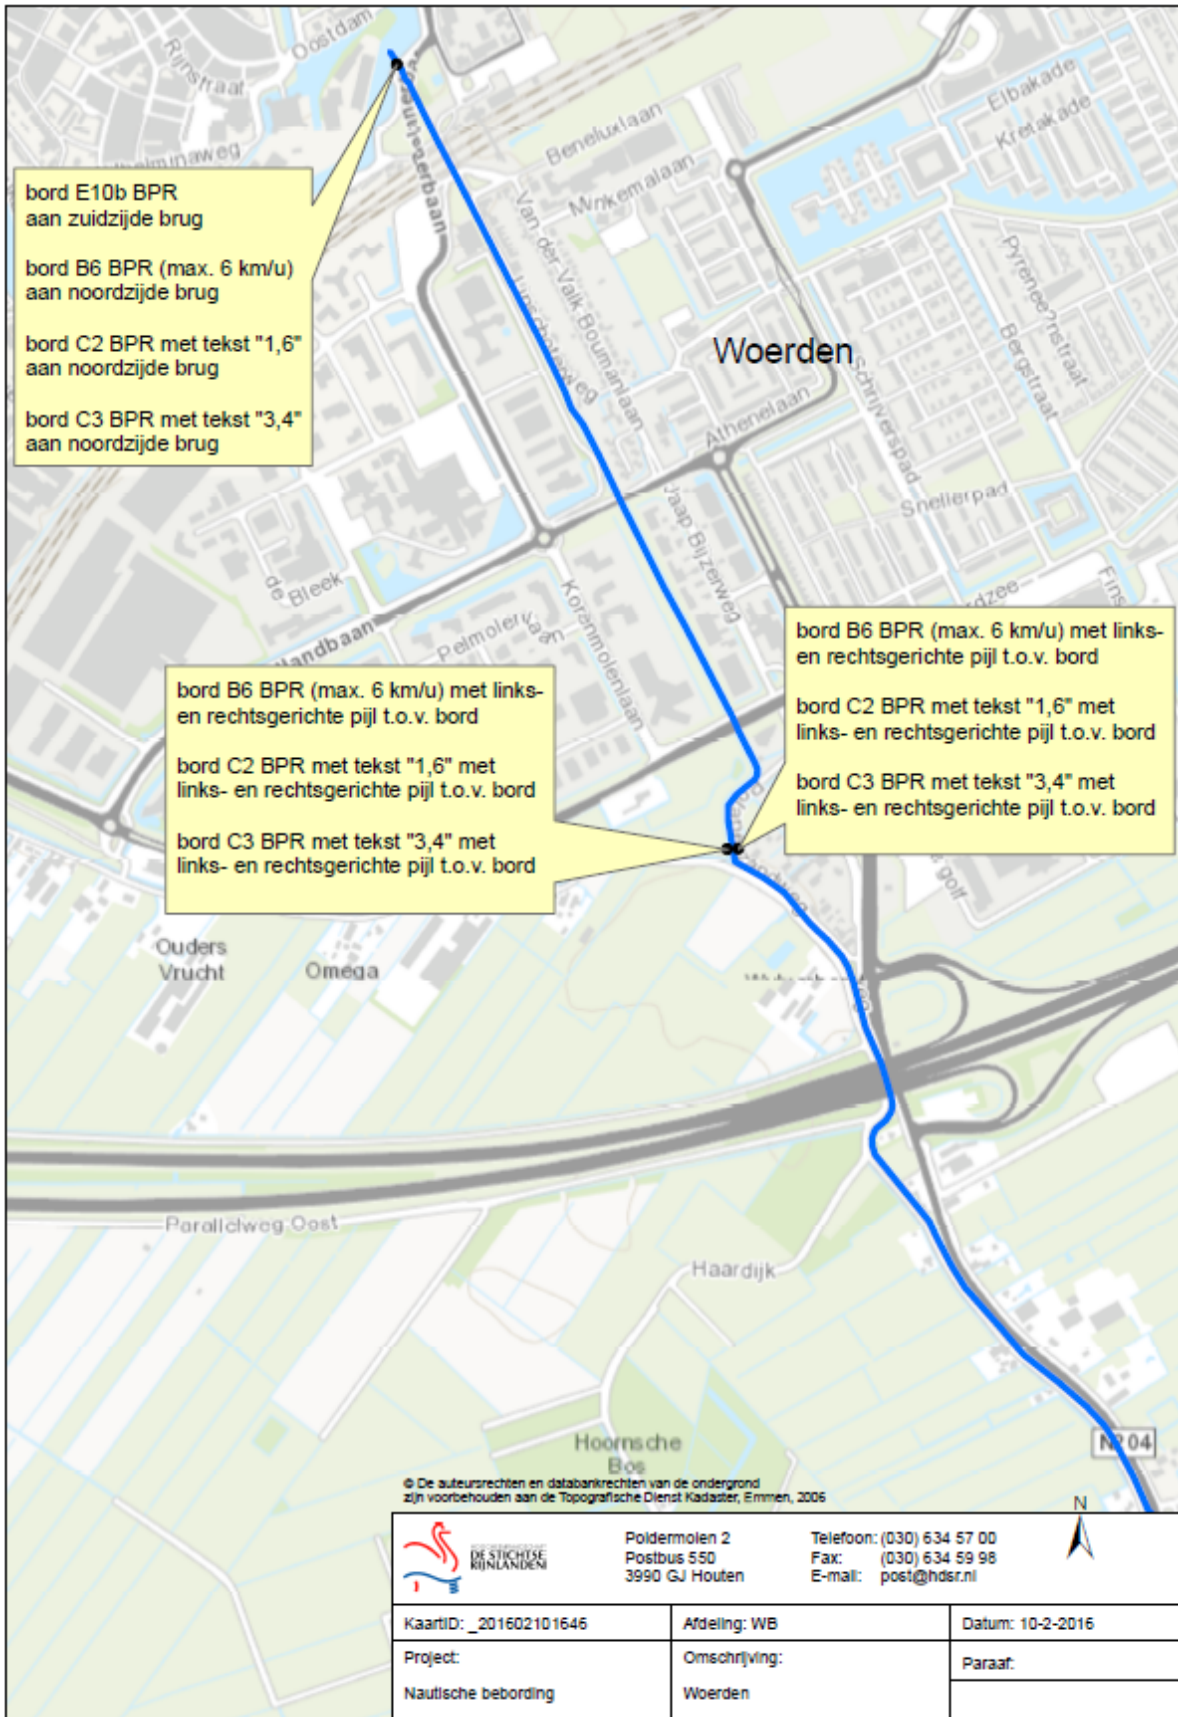 Oostdam
Rijnstraat
Elbakade
Kretakade
Beneluxlaan
Minkemalaan
bord E10b BPR
aan zuidzijde brug
bord B6 BPR (max. 6 km/u)
aan noordzijde brug
bord C2 BPR met tekst "1,6"
aan noordzijde brug
bord C3 BPR met tekst "3,4"
aan noordzijde brug
Van der Valk Boumanlaan
Bergstraat
Woerden
Schrijverspad
Athenelaan
Snellerpad
Jaap Bijzerweg
de Bleek
Korenmolenlaan
bord B6 BPR (max. 6 km/u) met links-
en rechtsgerichte pijl t.o.v. bord
bord C2 BPR met tekst "1,6" met
links- en rechtsgerichte pijl t.o.v. bord
bord C3 BPR met tekst "3,4" met
links- en rechtsgerichte pijl t.o.v. bord
bord B6 BPR (max. 6 km/u) met links-
en rechtsgerichte pijl t.o.v. bord
bord C2 BPR met tekst "1,6" met
links- en rechtsgerichte pijl t.o.v. bord
bord C3 BPR met tekst "3,4" met
links- en rechtsgerichte pijl t.o.v. bord
golf
Ouders
Vrucht
Omega
Parallelweg Oost
Haardijk
Hoornsche
Bos
© De auteursrechten en databankrechten van de ondergrond
zijn voorbehouden aan de Topografische Dienst Kadaster, Emmen, 2006
N
DE STICHTSE
RIJNLANDEN
Poldermolen 2
Postbus 550
3990 GJ Houten
Telefoon: (030) 634 57 00
Fax: (030) 634 59 98
E-mail: post@hdsr.nl
KaartID: _201602101646
Afdeling: WB
Datum: 10-2-2016
Project:
Nautische bebording
Omschrijving:
Woerden
Paraaf: